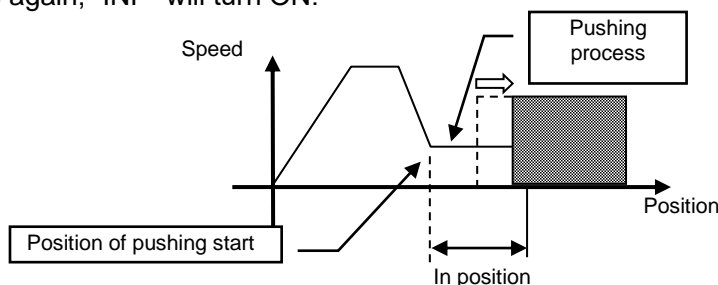 again, "INP" will turn ON.
Speed
Pushing
process
Position
Position of pushing start
In position